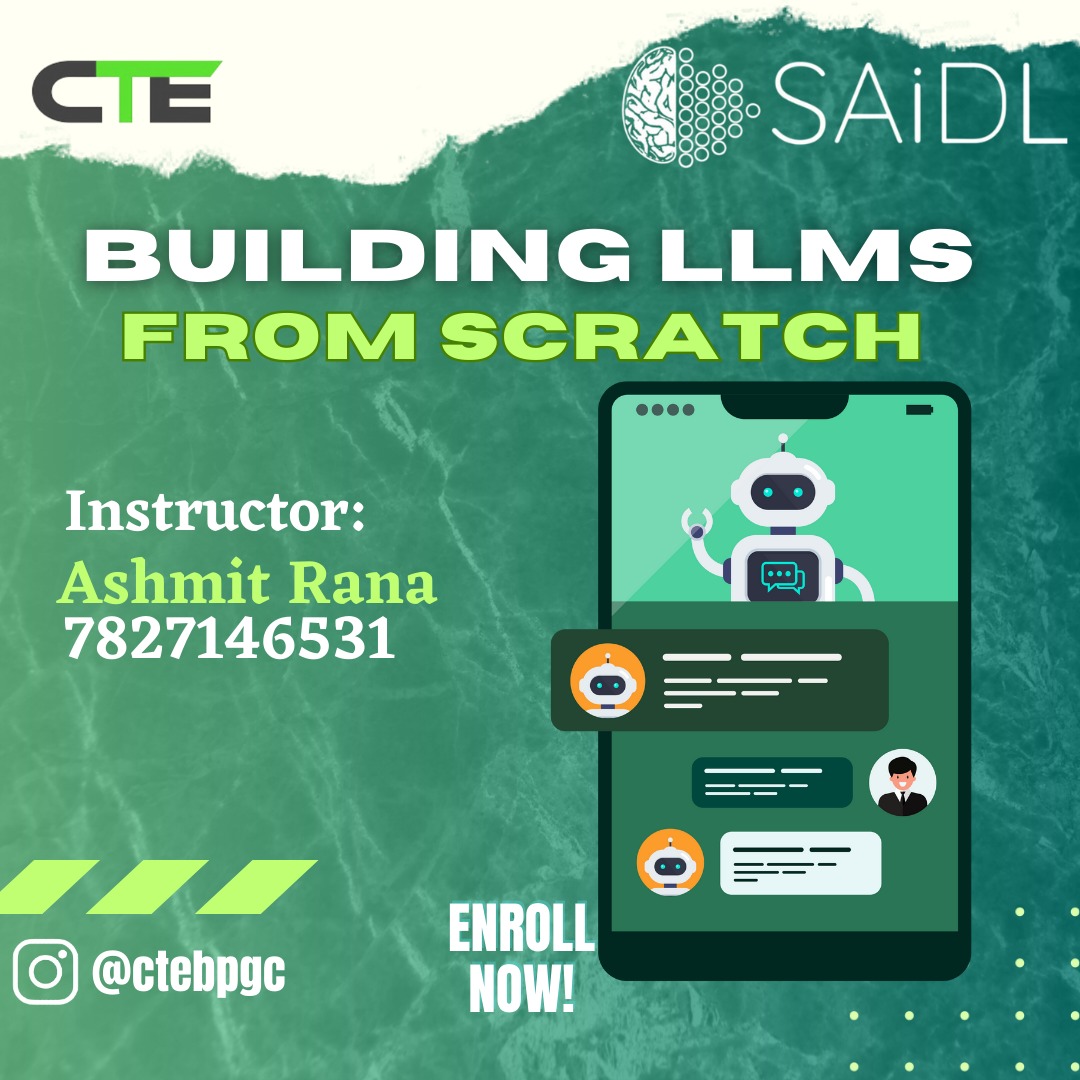 CTE
SAiDL
BUILDING LLMS
FROM SCRATCH
Instructor:
Ashmit Rana
7827146531
ENROLL
NOW!
@ctebpgc